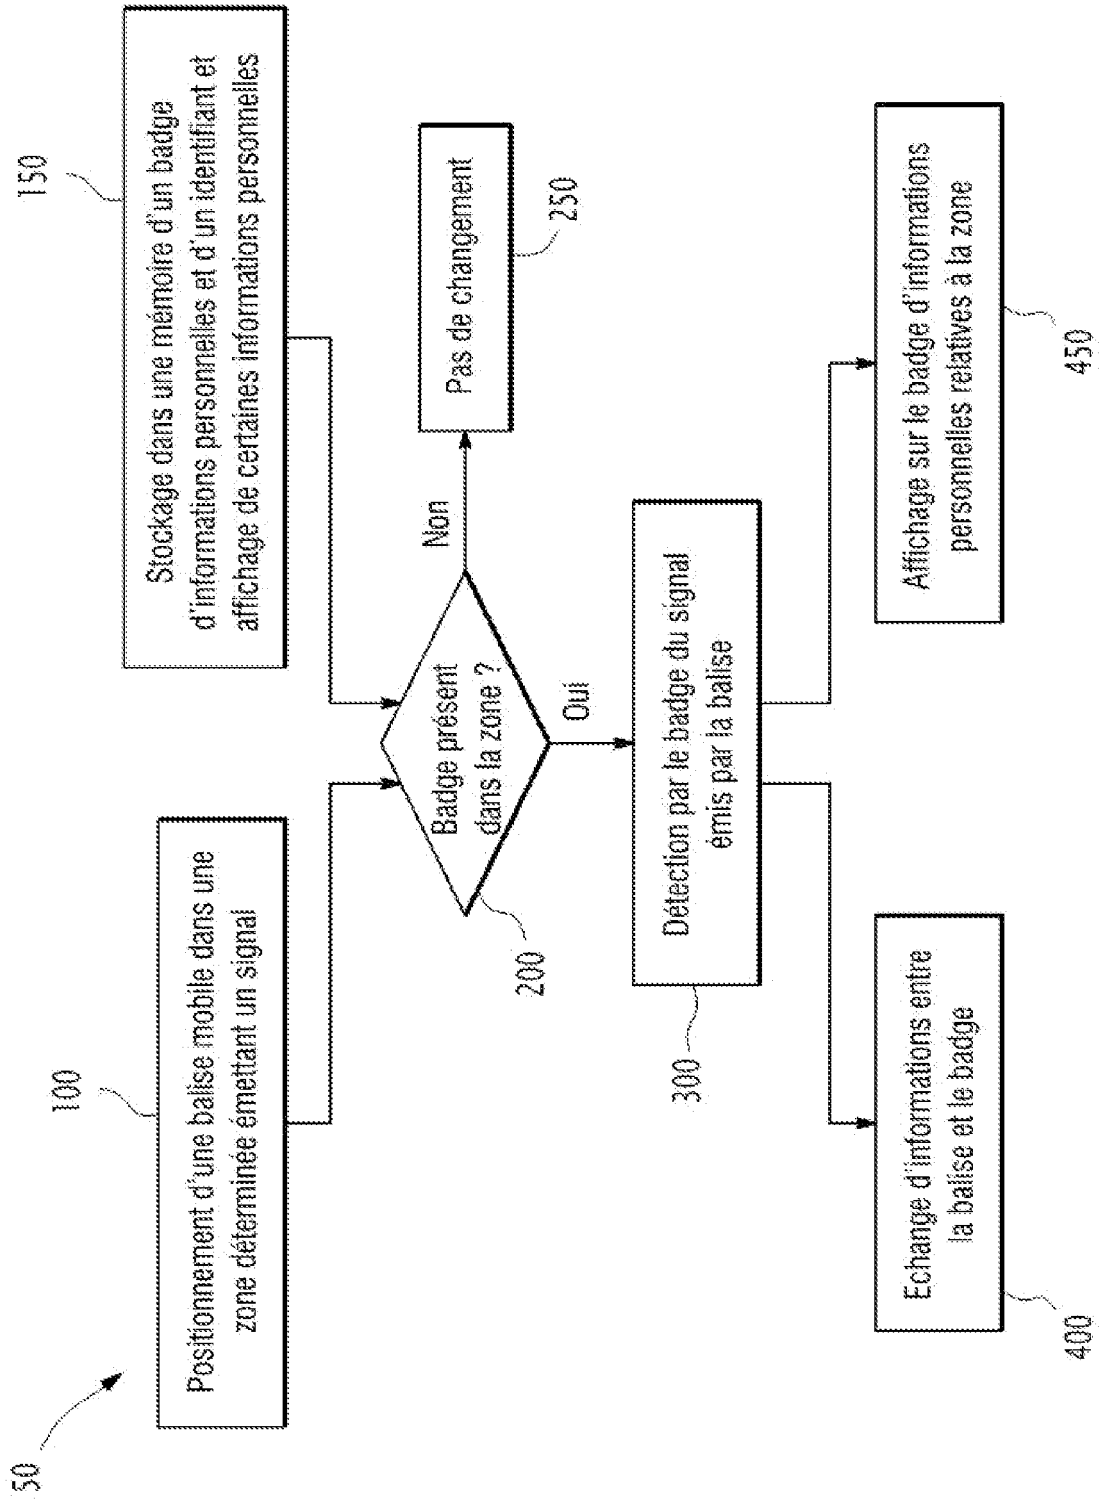 50
100
Positionnement d'une balise mobile dans une
zone déterminée émettant un signal
150
Stockage dans une mémoire d'un badge
d'informations personnelles et d'un identifiant et
affichage de certaines informations personnelles
200
Badge présent
dans la zone ?
Non
Pas de changement
250
Oui
300
Détection par le badge du signal
émis par la balise
400
Echange d'informations entre
la balise et le badge
Affichage sur le badge d'informations
personnelles relatives à la zone
450